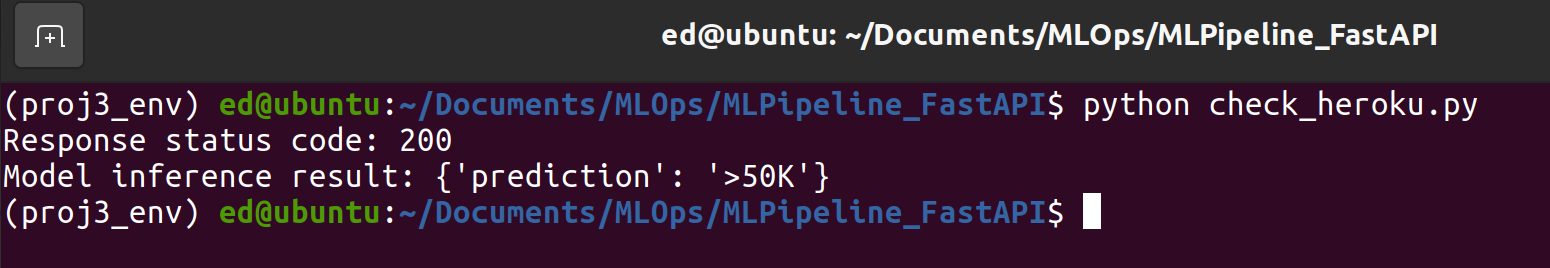 ed@ubuntu: ~/Documents/MLOps/MLPipeline_FastAPI
(proj3_env) ed@ubuntu:~/Documents/MLOps/MLPipeline_FastAPI$ python check_heroku.py
Response status code: 200
Model inference result: {'prediction': '>50K'}
(proj3_env) ed@ubuntu:~/Documents/MLOps/MLPipeline_FastAPI$